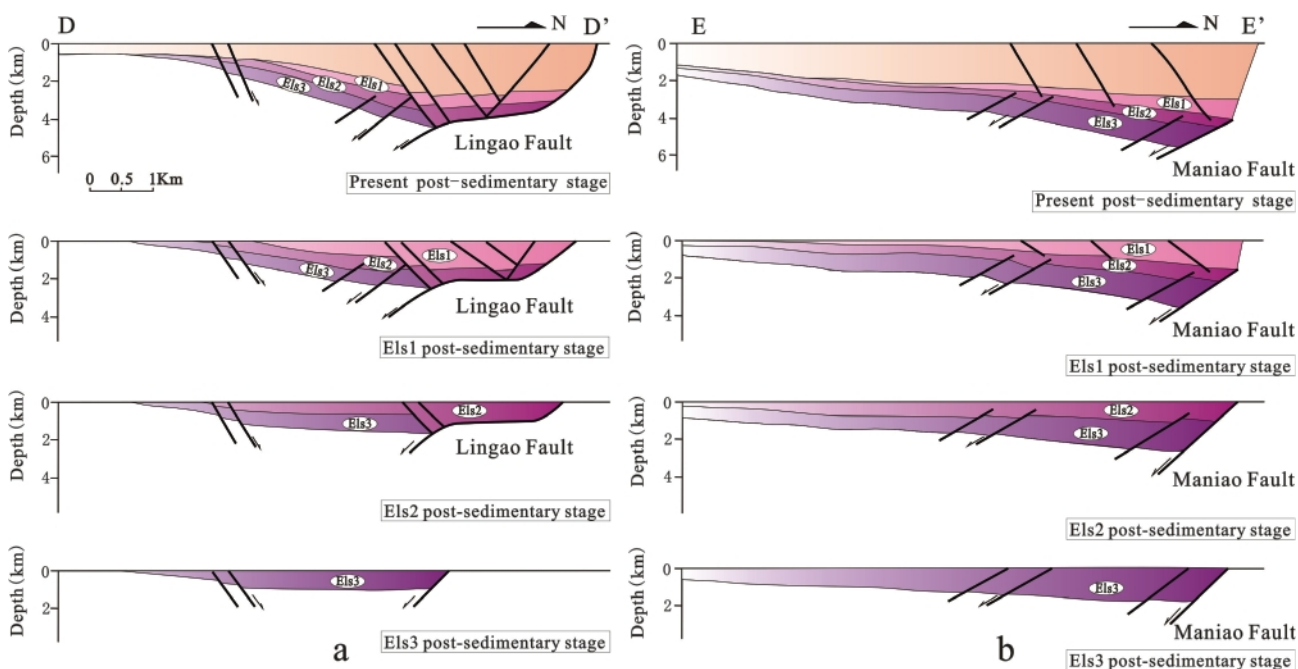 D
N
D’
Depth (km)
0
2
4
6
Els3
Els2
Els1
Lingao Fault
0 0.5 1Km
Present post-sedimentary stage
Depth (km)
0
2
4
Els3
Els2
Els1
Lingao Fault
Els1 post-sedimentary stage
Depth (km)
0
2
4
Els3
Els2
Lingao Fault
Els2 post-sedimentary stage
Depth (km)
0
2
Els3
Els3 post-sedimentary stage
a
E
N
E’
Depth (km)
0
2
4
6
Els1
Els2
Els3
Maniao Fault
Present post-sedimentary stage
Depth (km)
0
2
4
Els1
Els2
Els3
Maniao Fault
Els1 post-sedimentary stage
Depth (km)
0
2
4
Els2
Els3
Maniao Fault
Els2 post-sedimentary stage
Depth (km)
0
2
Els3
Maniao Fault
Els3 post-sedimentary stage
b